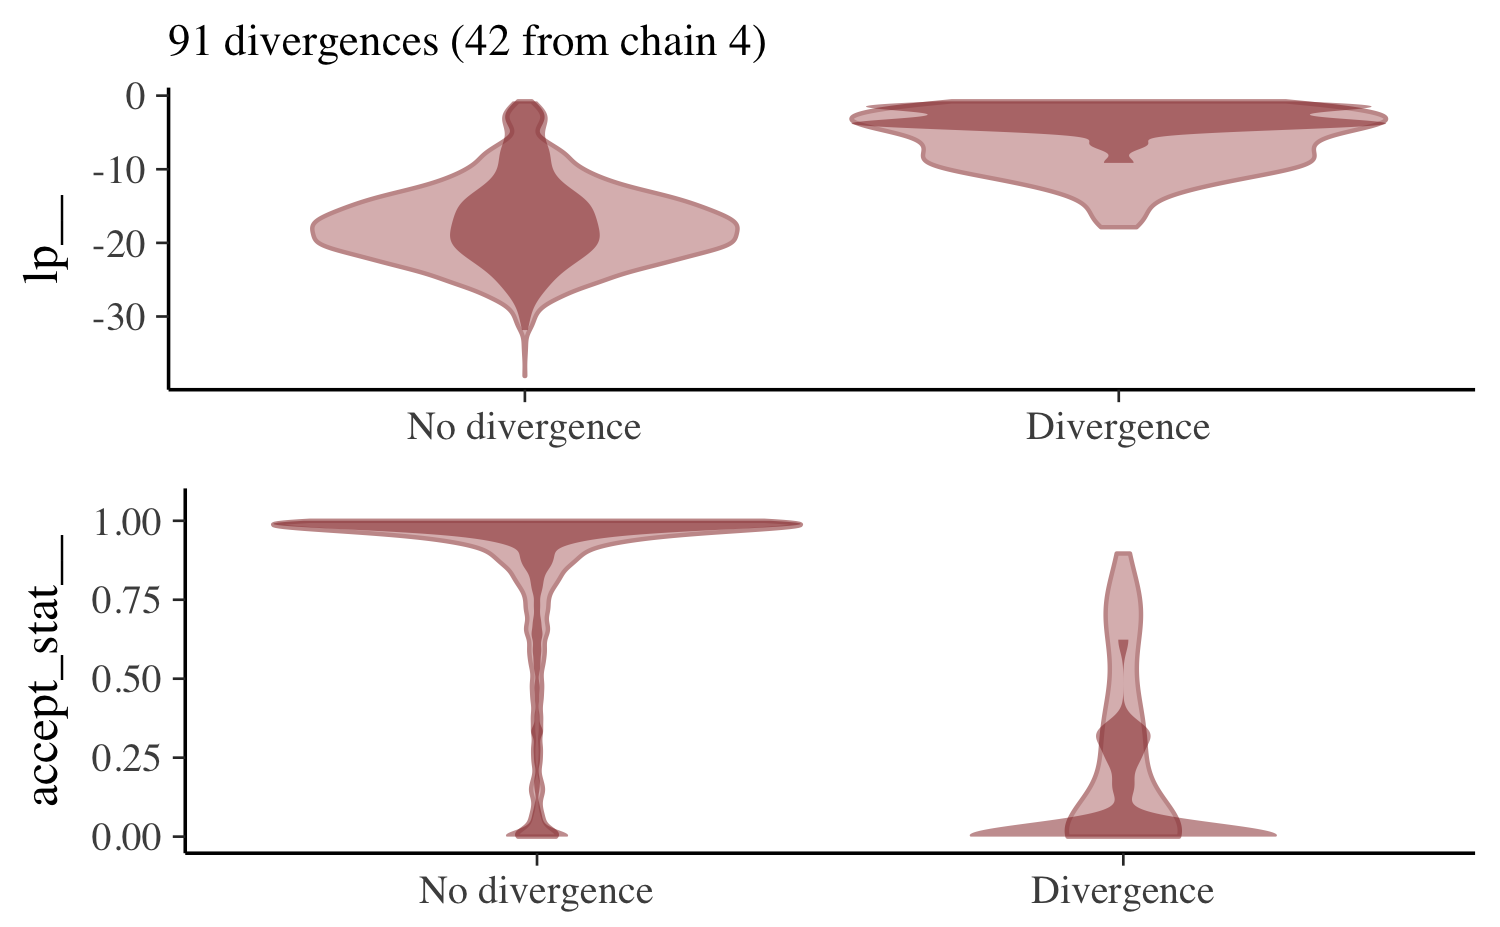 91 divergences (42 from chain 4)
lp__
0
-10
-20
-30
No divergence
Divergence
accept_stat__
1.00
0.75
0.50
0.25
0.00
No divergence
Divergence